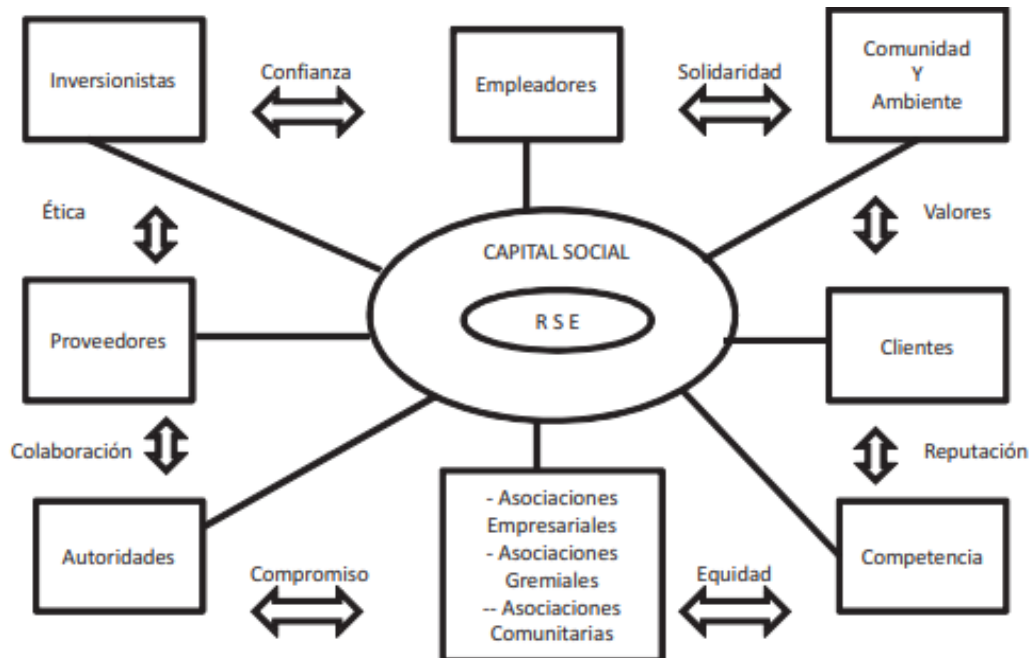 Inversionistas
Confianza
Empleadores
Solidaridad
Comunidad
Y
Ambiente
Ética
Valores
CAPITAL SOCIAL
R S E
Proveedores
Clientes
Colaboración
Reputación
Autoridades
Compromiso
- Asociaciones
Empresariales
- Asociaciones
Gremiales
-- Asociaciones
Comunitarias
Equidad
Competencia